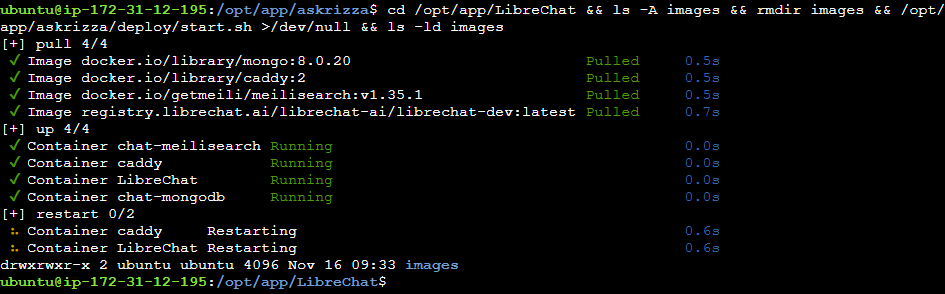 ubuntu@ip-172-31-12-195:/opt/app/askrizza$ cd /opt/app/LibreChat && ls -A images && rmdir images && /opt/
app/askrizza/deploy/start.sh >/dev/null && ls -ld images
[+] pull 4/4
✓ Image docker.io/library/mongo:8.0.20 Pulled 0.5s
✓ Image docker.io/library/caddy:2 Pulled 0.5s
✓ Image docker.io/getmeili/meilisearch:v1.35.1 Pulled 0.5s
✓ Image registry.librechat.ai/librechat-ai/librechat-dev:latest Pulled 0.7s
[+] up 4/4
✓ Container chat-meilisearch Running 0.0s
✓ Container caddy Running 0.0s
✓ Container LibreChat Running 0.0s
✓ Container chat-mongodb Running 0.0s
[+] restart 0/2
⠦ Container caddy Restarting 0.6s
⠦ Container LibreChat Restarting 0.6s
drwxrwxr-x 2 ubuntu ubuntu 4096 Nov 16 09:33 images
ubuntu@ip-172-31-12-195:/opt/app/LibreChat$